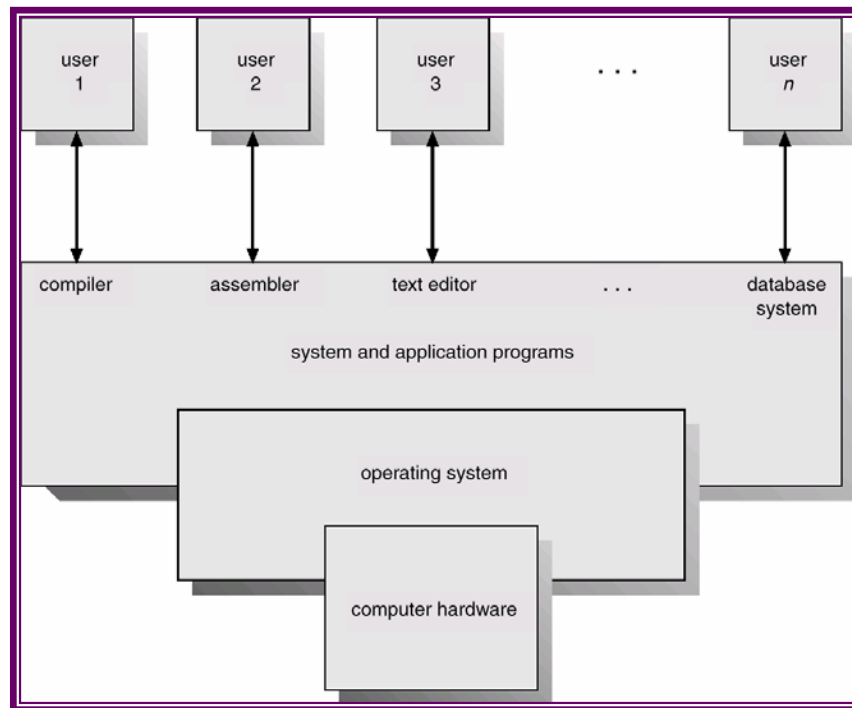 user
1
user
2
user
3
. . .
user
n
compiler
assembler
text editor
. . .
database
system
system and application programs
operating system
computer hardware